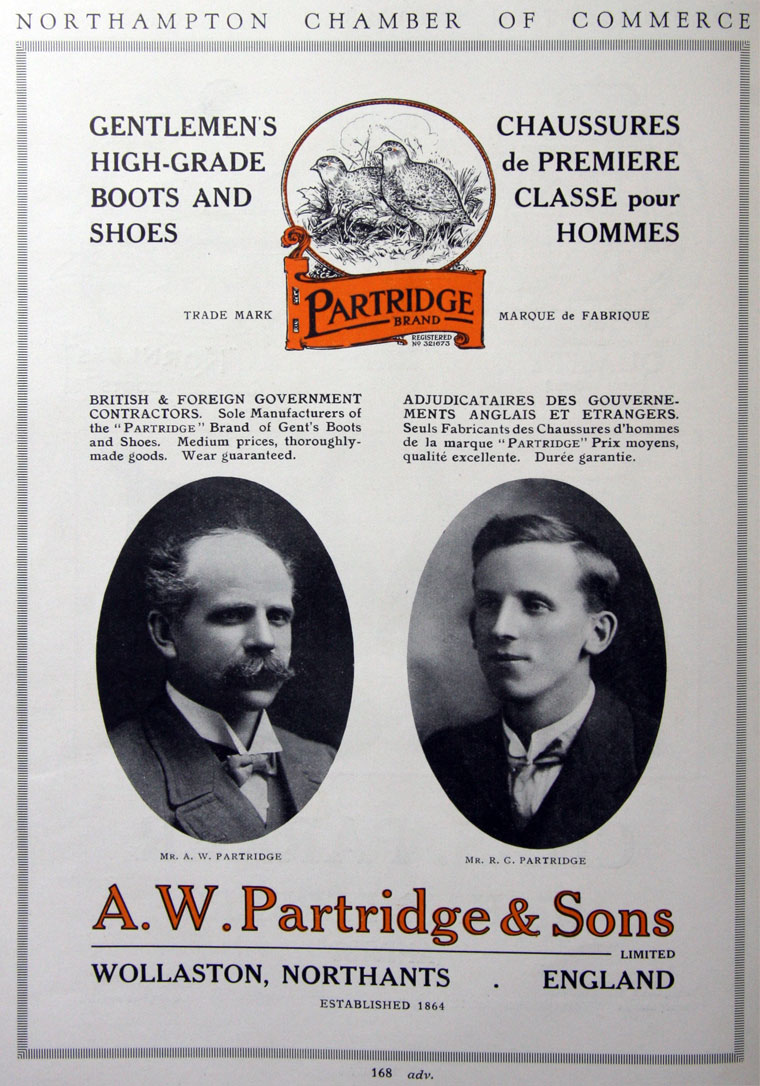 NORTHAMPTON CHAMBER OF COMMERCE
GENTLEMEN'S
HIGH-GRADE
BOOTS AND
SHOES
CHAUSSURES
de PREMIERE
CLASSE pour
HOMMES
TRADE MARK
PARTRIDGE
BRAND
REGISTERED
No 321673
MARQUE de FABRIQUE
BRITISH & FOREIGN GOVERNMENT
CONTRACTORS. Sole Manufacturers of
the "PARTRIDGE" Brand of Gent's Boots
and Shoes. Medium prices, thoroughly-
made goods. Wear guaranteed.
ADJUDICATAIRES DES GOUVERNE-
MENTS ANGLAIS ET ETRANGERS.
Seuls Fabricants des Chaussures d'hommes
de la marque "PARTRIDGE" Prix moyens,
qualité excellente. Durée garantie.
MR. A. W. PARTRIDGE
MR. R. G. PARTRIDGE
A. W. Partridge & Sons
LIMITED
WOLLASTON, NORTHANTS . ENGLAND
ESTABLISHED 1864
168 adv.